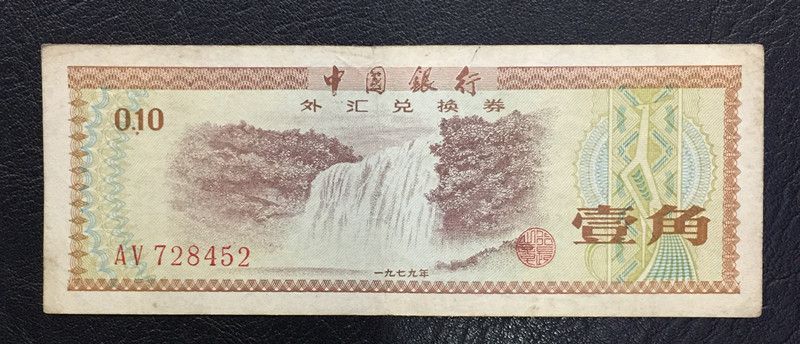 中国银行
外汇兑换券
0.10
壹角
AV 728452
一九七九年